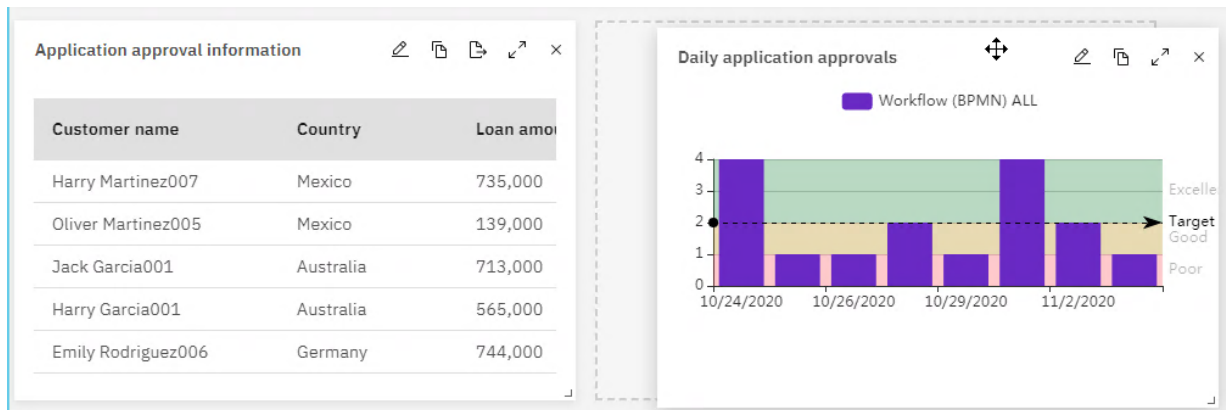 Application approval information
Customer name Country Loan amou
Harry Martinez007 Mexico 735,000
Oliver Martinez005 Mexico 139,000
Jack Garcia001 Australia 713,000
Harry Garcia001 Australia 565,000
Emily Rodriguez006 Germany 744,000
Daily application approvals
Workflow (BPMN) ALL
4
3 Excelle
2 Target
Good
1
Poor
0
10/24/2020 10/26/2020 10/29/2020 11/2/2020